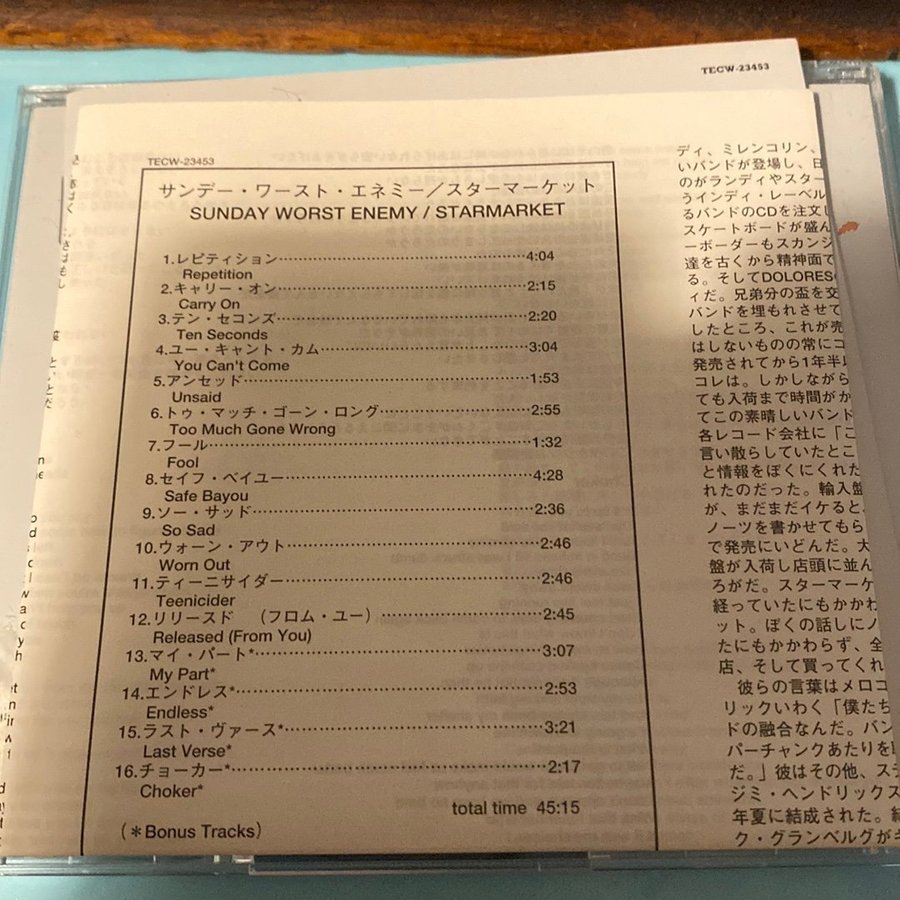 TECW-23453
TECW-23453
サンデー・ワースト・エネミー／スターマーケット
SUNDAY WORST ENEMY / STARMARKET
1.レピティション 4:04
Repetition
2.キャリー・オン 2:15
Carry On
3.テン・セコンズ 2:20
Ten Seconds
4.ユー・キャント・カム 3:04
You Can't Come
5.アンセッド 1:53
Unsaid
6.トゥ・マッチ・ゴーン・ロング 2:55
Too Much Gone Wrong
7.フール 1:32
Fool
8.セイフ・ベイユー 4:28
Safe Bayou
9.ソー・サッド 2:36
So Sad
10.ウォーン・アウト 2:46
Worn Out
11.ティーニサイダー 2:46
Teenicider
12.リリースド （フロム・ユー） 2:45
Released (From You)
13.マイ・パート* 3:07
My Part*
14.エンドレス* 2:53
Endless*
15.ラスト・ヴァース* 3:21
Last Verse*
16.チョーカー* 2:17
Choker*
total time 45:15
(＊Bonus Tracks)
ディ、ミレンコリン、
いバンドが登場し、日
のがランディやスター
うインディ・レーベル
るバンドのCDを注文し
スケートボードが盛ん
ーボーダーもスカンジ
達を古くから精神面で
る。そしてDOLORES
ィだ。兄弟分の盃を交
バンドを埋もれさせて
したところ、これが売
はしないものの常にコ
発売されてから1年半
コレは。しかしながら
ても入荷まで時間がか
てこの素晴しいバンド
各レコード会社に「こ
言い散らしていたとこ
と情報をぼくにくれた
れたのだった。輸入盤
が、まだまだイケると、
ノーツを書かせてもら
で発売にいどんだ。大
盤が入荷し店頭に並ん
ろがだ。スターマーケ
経っていたにもかかわ
ット。ぼくの話しにノ
たにもかかわらず、全
店、そして買ってくれ
彼らの言葉はメロコ
リックいわく「僕たち
ドの融合なんだ。バン
パーチャンクあたりを
だ。」彼はその他、ス
ジミ・ヘンドリックス
年夏に結成された。結
ク・グランベルグがキ